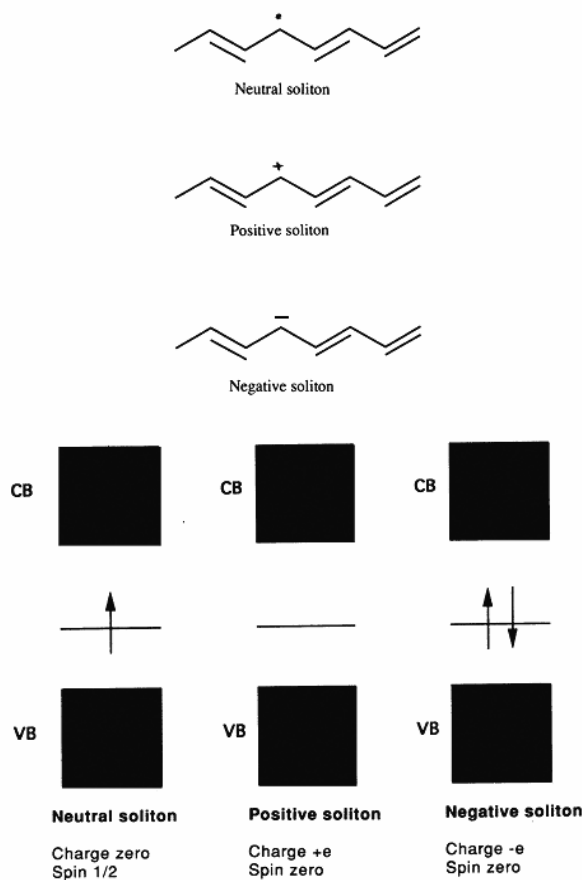 Neutral soliton
+
Positive soliton
−
Negative soliton
CB CB CB
VB VB VB
Neutral soliton Positive soliton Negative soliton
Charge zero Charge +e Charge -e
Spin 1/2 Spin zero Spin zero